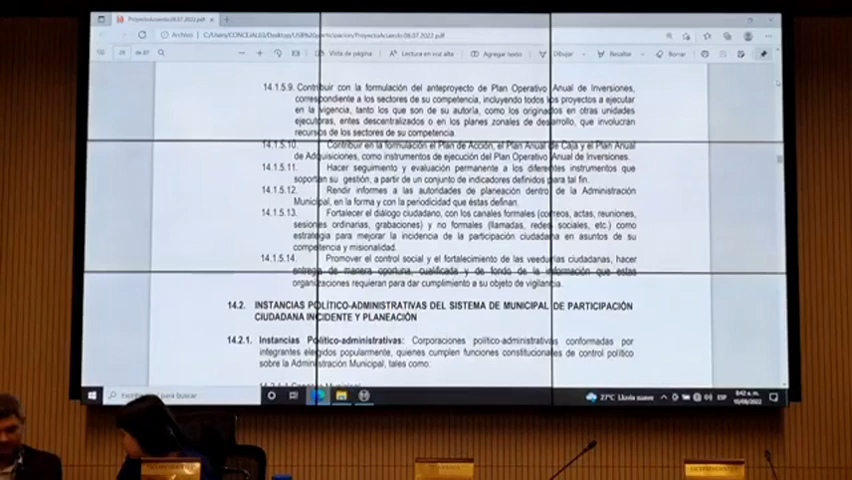 ProyectoAcuerdo08.07.2022.pdf
Archivo | C:/Users/CONCEJALES/Desktop/USB%20participacion/ProyectoAcuerdo08.07.2022.pdf
de 87
Vista de página
Lectura en voz alta
Agregar texto
Dibujar
Resaltar
Borrar
14.1.5.9. Contribuir con la formulación del anteproyecto de Plan Operativo Anual de Inversiones,
correspondiente a los sectores de su competencia, incluyendo todos los proyectos a ejecutar
en la vigencia, tanto los que son de su autoría, como los originados en otras unidades
ejecutoras, entes descentralizados o en los planes zonales de desarrollo, que involucran
recursos de los sectores de su competencia.
14.1.5.10. Contribuir en la formulación el Plan de Acción, el Plan Anual de Caja y el Plan Anual
de Adquisiciones, como instrumentos de ejecución del Plan Operativo Anual de Inversiones.
14.1.5.11. Hacer seguimiento y evaluación permanente a los diferentes instrumentos que
soportan su gestión, a partir de un conjunto de indicadores definidos para tal fin.
14.1.5.12. Rendir informes a las autoridades de planeación dentro de la Administración
Municipal, en la forma y con la periodicidad que éstas definan.
14.1.5.13. Fortalecer el diálogo ciudadano, con los canales formales (correos, actas, reuniones,
sesiones ordinarias, grabaciones) y no formales (llamadas, redes sociales, etc.) como
estrategia para mejorar la incidencia de la participación ciudadana en asuntos de su
competencia y misionalidad.
14.1.5.14. Promover el control social y el fortalecimiento de las veedurías ciudadanas, hacer
entrega de manera oportuna, cualificada y de fondo de la información que estas
organizaciones requieran para dar cumplimiento a su objeto de vigilancia.
14.2. INSTANCIAS POLÍTICO-ADMINISTRATIVAS DEL SISTEMA DE MUNICIPAL DE PARTICIPACIÓN
CIUDADANA INCIDENTE Y PLANEACIÓN
14.2.1. Instancias Político-administrativas: Corporaciones político-administrativas conformadas por
integrantes elegidos popularmente, quienes cumplen funciones constitucionales de control político
sobre la Administración Municipal, tales como:
para buscar
27°C Lluvia suave
ESP
8:42 a. m.
10/08/2022